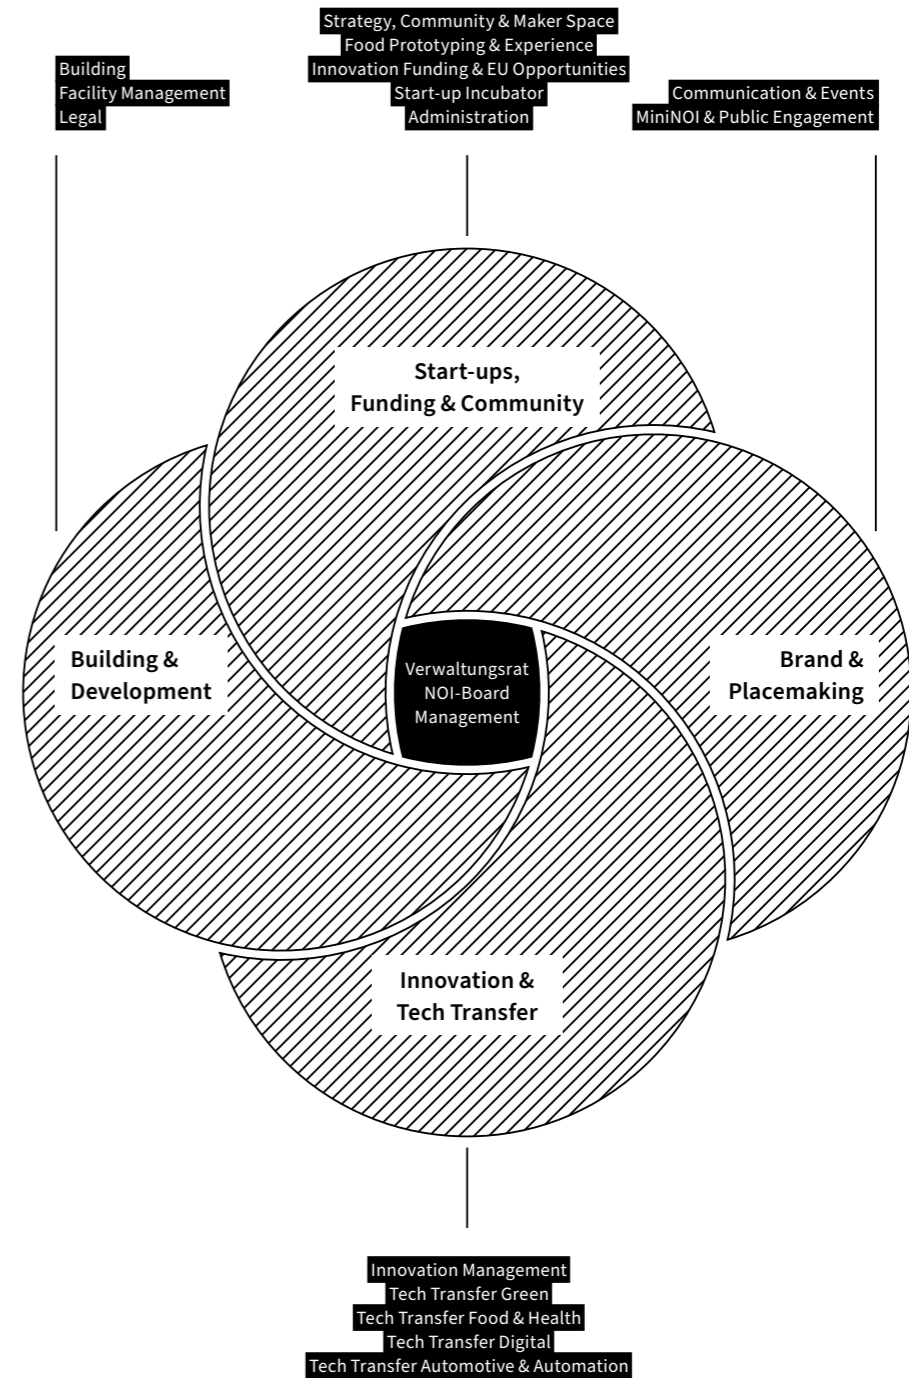 Strategy, Community & Maker Space
Food Prototyping & Experience
Innovation Funding & EU Opportunities
Start-up Incubator
Administration
Building
Facility Management
Legal
Communication & Events
MiniNOI & Public Engagement
Start-ups,
Funding & Community
Building &
Development
Verwaltungsrat
NOI-Board
Management
Brand &
Placemaking
Innovation &
Tech Transfer
Innovation Management
Tech Transfer Green
Tech Transfer Food & Health
Tech Transfer Digital
Tech Transfer Automotive & Automation